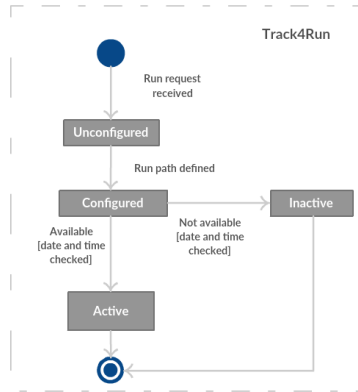 Track4Run
Run request
received
Unconfigured
Run path defined
Configured
Inactive
Available
[date and time
checked]
Not available
[date and time
checked]
Active